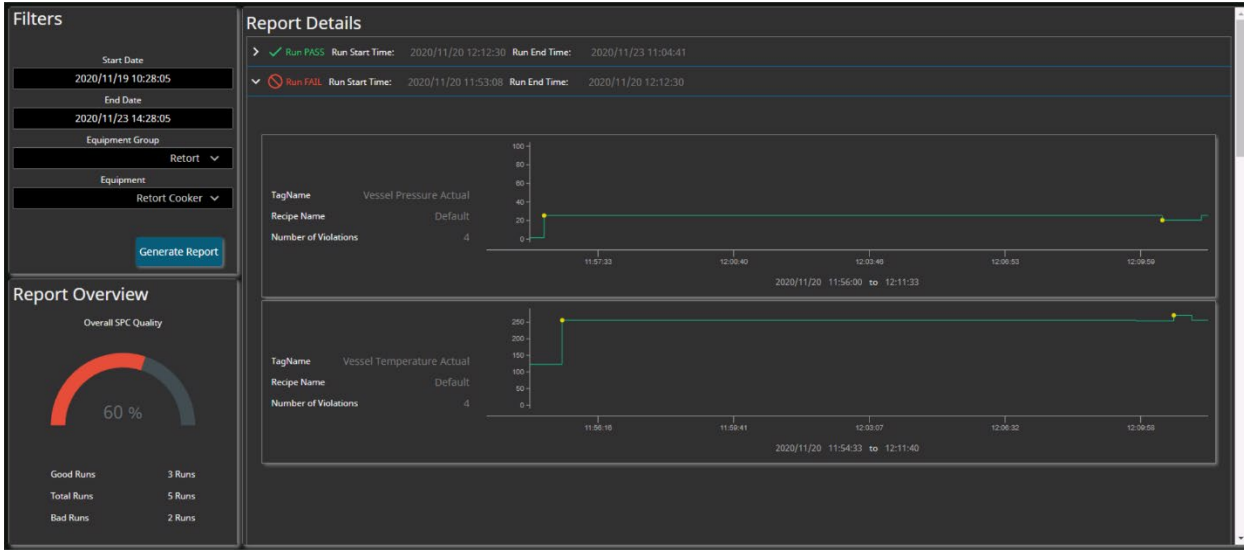 Filters
Start Date
2020/11/19 10:28:05
End Date
2020/11/23 14:28:05
Equipment Group
Retort
Equipment
Retort Cooker
Generate Report
Report Overview
Overall SPC Quality
60 %
Good Runs 3 Runs
Total Runs 5 Runs
Bad Runs 2 Runs
Report Details
Run PASS Run Start Time: 2020/11/20 12:12:30 Run End Time: 2020/11/23 11:04:41
Run FAIL Run Start Time: 2020/11/20 11:53:08 Run End Time: 2020/11/20 12:12:30
TagName Vessel Pressure Actual
Recipe Name Default
Number of Violations 4
100
80
60
40
20
0
11:57:33 12:00:40 12:03:46 12:06:53 12:09:59
2020/11/20 11:56:00 to 12:11:33
TagName Vessel Temperature Actual
Recipe Name Default
Number of Violations 4
250
200
150
100
50
0
11:56:16 11:59:41 12:03:07 12:06:32 12:09:58
2020/11/20 11:54:33 to 12:11:40